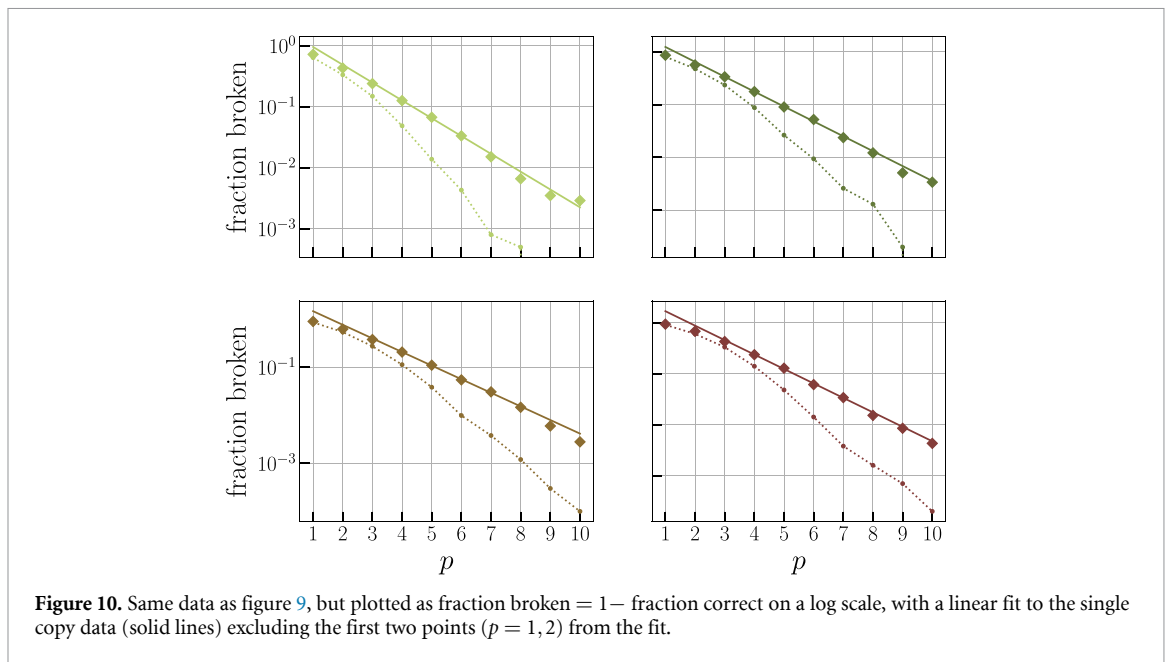 10⁰
10⁻¹
10⁻²
10⁻³
fraction broken
10⁻¹
10⁻³
fraction broken
1 2 3 4 5 6 7 8 9 10
1 2 3 4 5 6 7 8 9 10
p
p
Figure 10. Same data as figure 9, but plotted as fraction broken = 1− fraction correct on a log scale, with a linear fit to the single
copy data (solid lines) excluding the first two points (p = 1,2) from the fit.